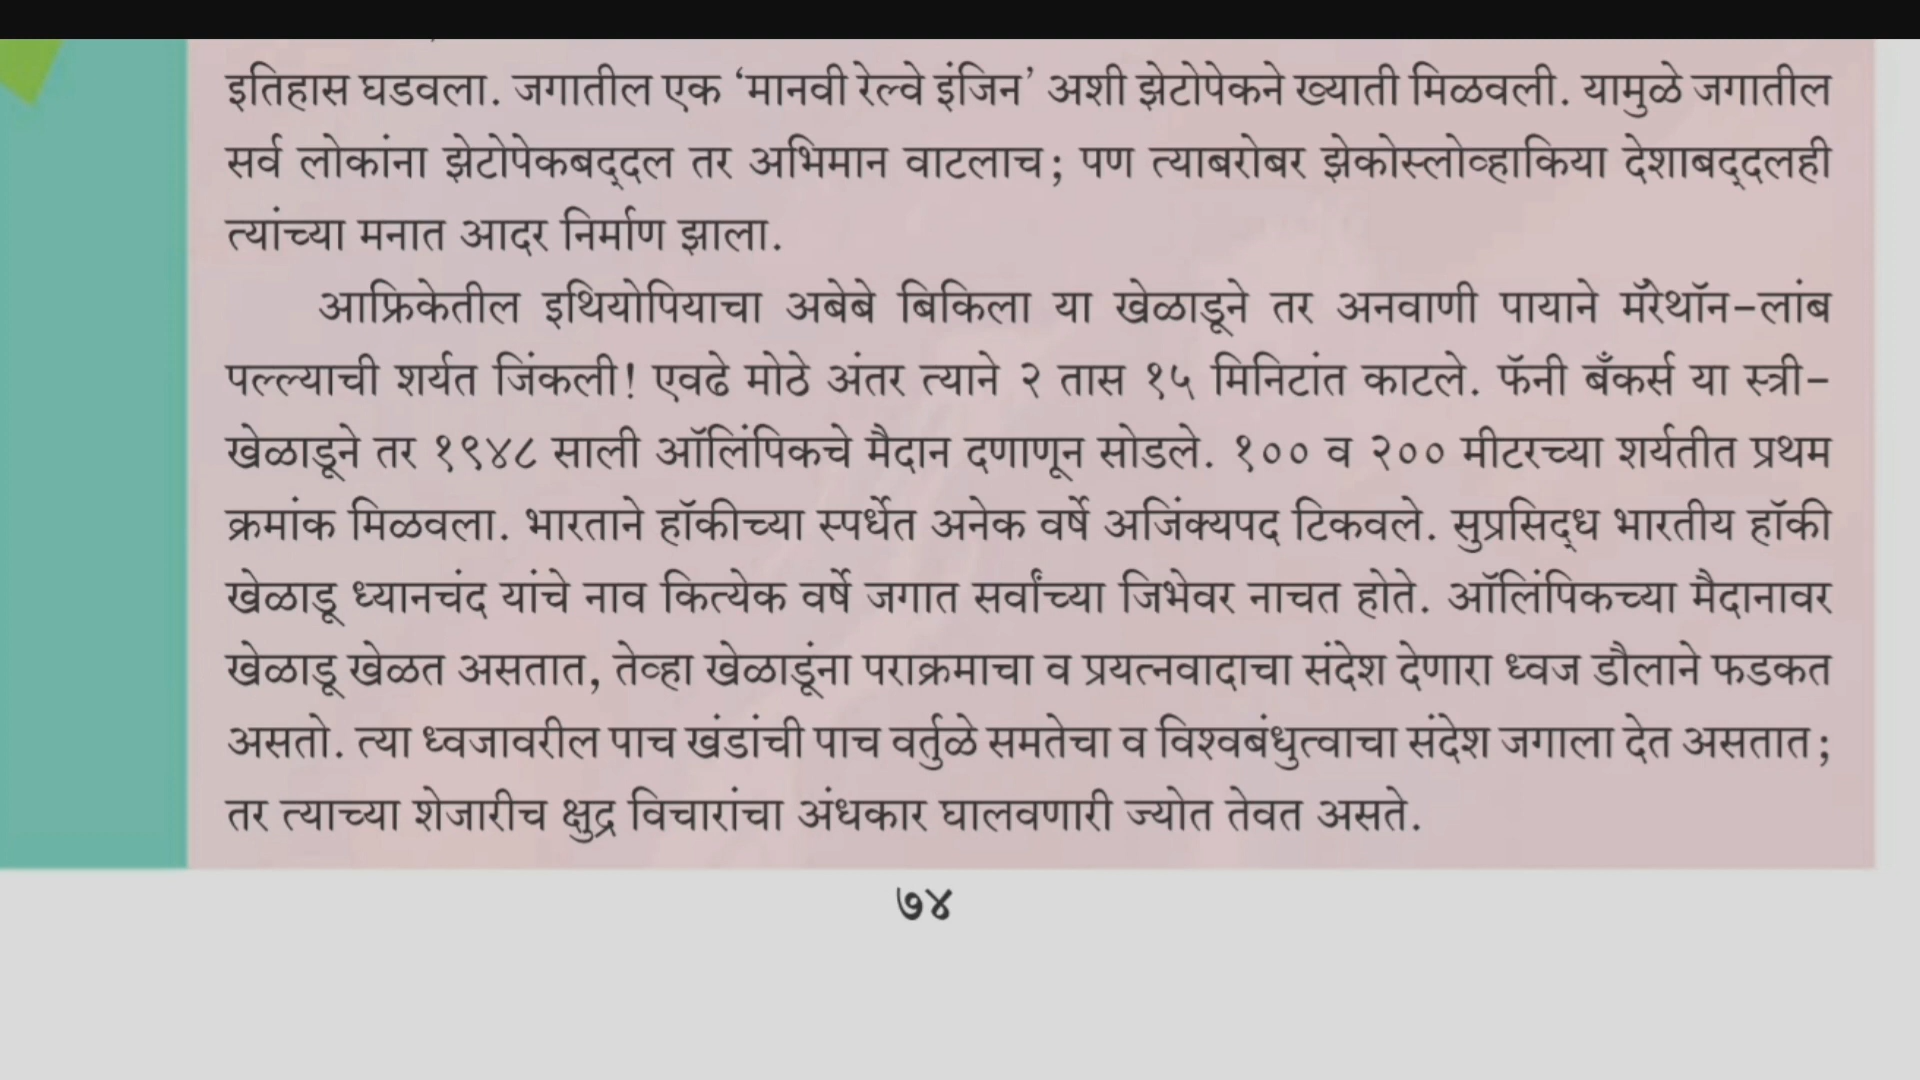 इतिहास घडवला. जगातील एक ‘मानवी रेल्वे इंजिन’ अशी झेटोपेकने ख्याती मिळवली. यामुळे जगातील
सर्व लोकांना झेटोपेकबद्‌दल तर अभिमान वाटलाच; पण त्याबरोबर झेकोस्लोव्हाकिया देशाबद्‌दलही
त्यांच्या मनात आदर निर्माण झाला.
आफ्रिकेतील इथियोपियाचा अबेबे बिकिला या खेळाडूने तर अनवाणी पायाने मॅरेथॉन-लांब
पल्ल्याची शर्यत जिंकली! एवढे मोठे अंतर त्याने २ तास १५ मिनिटांत काटले. फॅनी बँकर्स या स्त्री-
खेळाडूने तर १९४८ साली ऑलिंपिकचे मैदान दणाणून सोडले. १०० व २०० मीटरच्या शर्यतीत प्रथम
क्रमांक मिळवला. भारताने हॉकीच्या स्पर्धेत अनेक वर्षे अजिंक्यपद टिकवले. सुप्रसिद्‌ध भारतीय हॉकी
खेळाडू ध्यानचंद यांचे नाव कित्येक वर्षे जगात सर्वांच्या जिभेवर नाचत होते. ऑलिंपिकच्या मैदानावर
खेळाडू खेळत असतात, तेव्हा खेळाडूंना पराक्रमाचा व प्रयत्नवादाचा संदेश देणारा ध्वज डौलाने फडकत
असतो. त्या ध्वजावरील पाच खंडांची पाच वर्तुळे समतेचा व विश्वबंधुत्वाचा संदेश जगाला देत असतात;
तर त्याच्या शेजारीच क्षुद्र विचारांचा अंधकार घालवणारी ज्योत तेवत असते.
७४